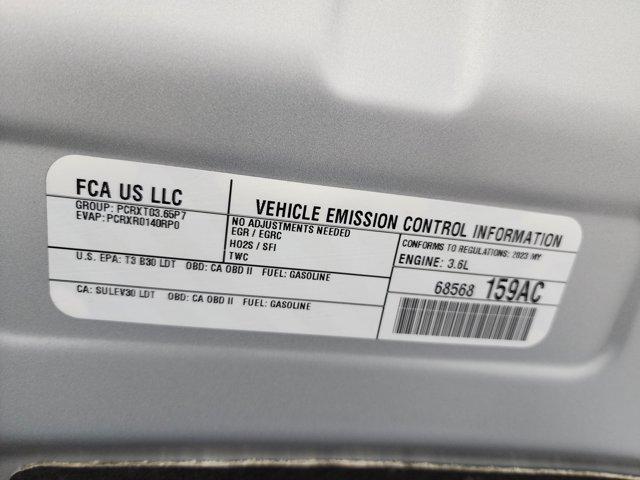 FCA US LLC
GROUP: PCRXT03.65P7
EVAP: PCRXR0140RP0
VEHICLE EMISSION CONTROL INFORMATION
NO ADJUSTMENTS NEEDED
EGR / EGRC
HO2S / SFI
TWC
CONFORMS TO REGULATIONS: 2023 MY
ENGINE: 3.6L
U.S. EPA: T3 B30 LDT OBD: CA OBD II FUEL: GASOLINE
CA: SULEV30 LDT OBD: CA OBD II FUEL: GASOLINE
68568 159AC